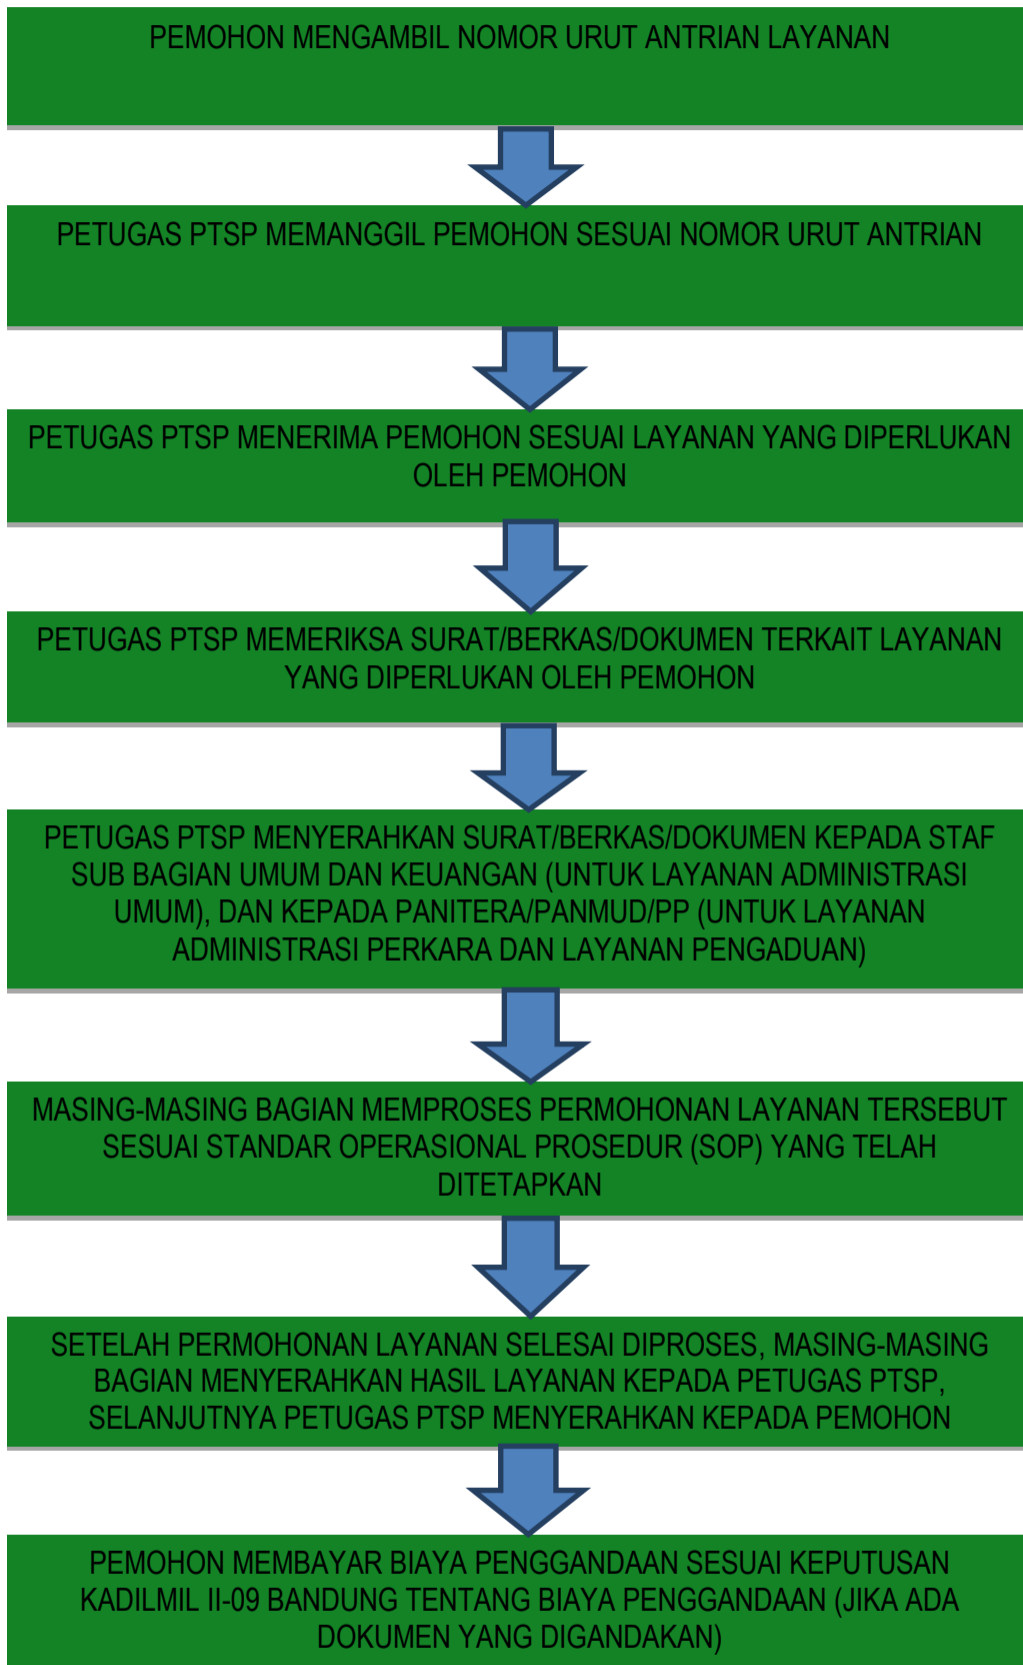 PEMOHON MENGAMBIL NOMOR URUT ANTRIAN LAYANAN
PETUGAS PTSP MEMANGGIL PEMOHON SESUAI NOMOR URUT ANTRIAN
PETUGAS PTSP MENERIMA PEMOHON SESUAI LAYANAN YANG DIPERLUKAN
OLEH PEMOHON
PETUGAS PTSP MEMERIKSA SURAT/BERKAS/DOKUMEN TERKAIT LAYANAN
YANG DIPERLUKAN OLEH PEMOHON
PETUGAS PTSP MENYERAHKAN SURAT/BERKAS/DOKUMEN KEPADA STAF
SUB BAGIAN UMUM DAN KEUANGAN (UNTUK LAYANAN ADMINISTRASI
UMUM), DAN KEPADA PANITERA/PANMUD/PP (UNTUK LAYANAN
ADMINISTRASI PERKARA DAN LAYANAN PENGADUAN)
MASING-MASING BAGIAN MEMPROSES PERMOHONAN LAYANAN TERSEBUT
SESUAI STANDAR OPERASIONAL PROSEDUR (SOP) YANG TELAH
DITETAPKAN
SETELAH PERMOHONAN LAYANAN SELESAI DIPROSES, MASING-MASING
BAGIAN MENYERAHKAN HASIL LAYANAN KEPADA PETUGAS PTSP,
SELANJUTNYA PETUGAS PTSP MENYERAHKAN KEPADA PEMOHON
PEMOHON MEMBAYAR BIAYA PENGGANDAAN SESUAI KEPUTUSAN
KADILMIL II-09 BANDUNG TENTANG BIAYA PENGGANDAAN (JIKA ADA
DOKUMEN YANG DIGANDAKAN)